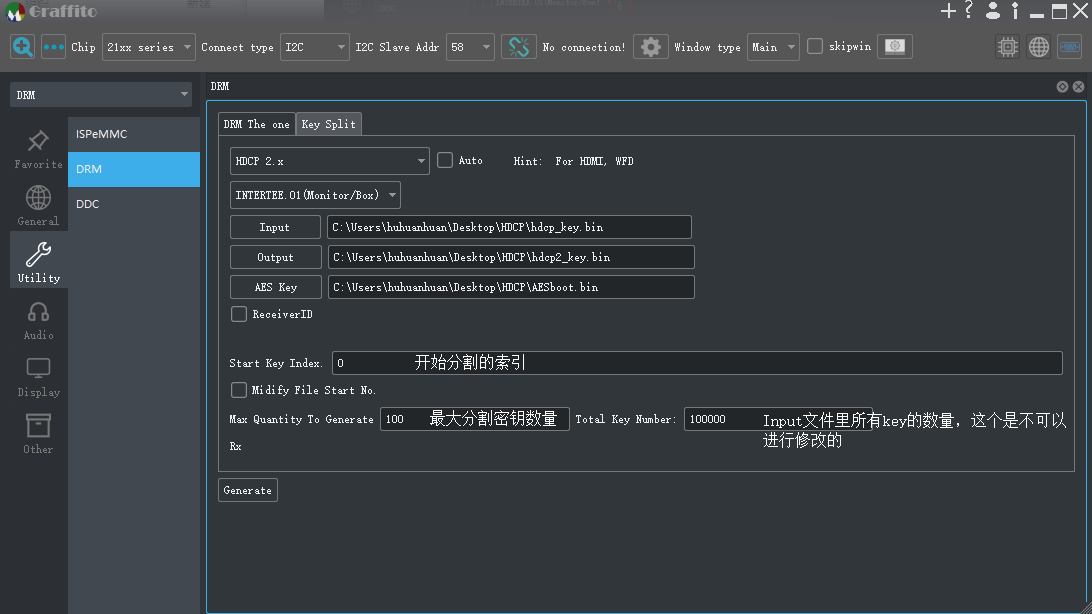 Graffito
Chip 21xx series Connect type I2C I2C Slave Addr 58 No connection! Window type Main skipwin
DRM
DRM
Favorite
General
Utility
Audio
Display
Other
ISPeMMC
DRM
DDC
DRM The one Key Split
HDCP 2.x Auto Hint: For HDMI, WFD
INTERTEE.01(Monitor/Box)
Input C:\Users\huhuanhuan\Desktop\HDCP\hdcp_key.bin
Output C:\Users\huhuanhuan\Desktop\HDCP\hdcp2_key.bin
AES Key C:\Users\huhuanhuan\Desktop\HDCP\AESboot.bin
ReceiverID
Start Key Index. 0 开始分割的索引
Midify File Start No.
Max Quantity To Generate 100 最大分割密钥数量 Total Key Number: 100000 Input文件里所有key的数量，这个是不可以
进行修改的
Rx
Generate